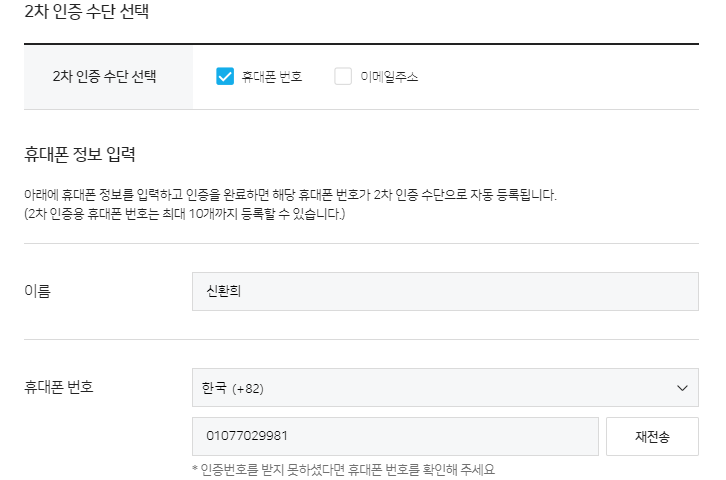 2차 인증 수단 선택
2차 인증 수단 선택 휴대폰 번호 이메일주소
휴대폰 정보 입력
아래에 휴대폰 정보를 입력하고 인증을 완료하면 해당 휴대폰 번호가 2차 인증 수단으로 자동 등록됩니다.
(2차 인증용 휴대폰 번호는 최대 10개까지 등록할 수 있습니다.)
이름 신환희
휴대폰 번호 한국 (+82)
01077029981 재전송
* 인증번호를 받지 못하셨다면 휴대폰 번호를 확인해 주세요